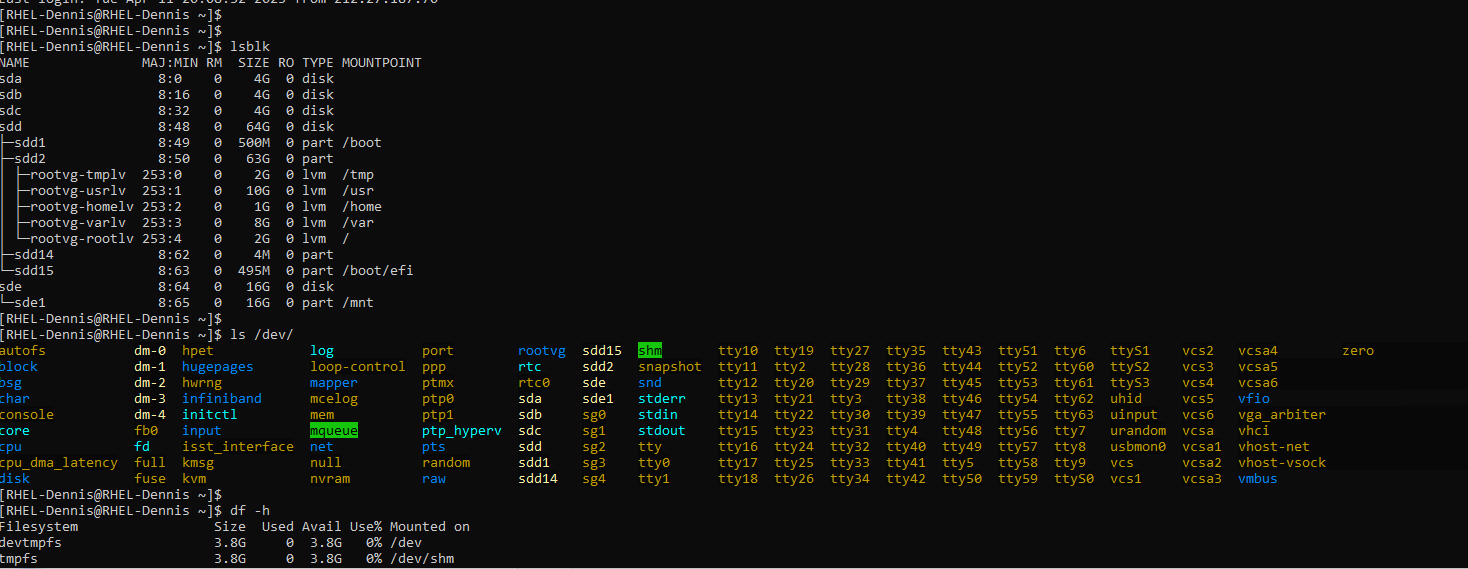 Last login: Tue Apr 11 20:08:52 2023 from 212.27.187.70
[RHEL-Dennis@RHEL-Dennis ~]$
[RHEL-Dennis@RHEL-Dennis ~]$
[RHEL-Dennis@RHEL-Dennis ~]$ lsblk
NAME              MAJ:MIN RM  SIZE RO TYPE MOUNTPOINT
sda                 8:0    0    4G  0 disk
sdb                 8:16   0    4G  0 disk
sdc                 8:32   0    4G  0 disk
sdd                 8:48   0   64G  0 disk
├─sdd1              8:49   0  500M  0 part /boot
├─sdd2              8:50   0   63G  0 part
│ ├─rootvg-tmplv  253:0    0    2G  0 lvm  /tmp
│ ├─rootvg-usrlv  253:1    0   10G  0 lvm  /usr
│ ├─rootvg-homelv 253:2    0    1G  0 lvm  /home
│ ├─rootvg-varlv  253:3    0    8G  0 lvm  /var
│ └─rootvg-rootlv 253:4    0    2G  0 lvm  /
├─sdd14             8:62   0    4M  0 part
└─sdd15             8:63   0  495M  0 part /boot/efi
sde                 8:64   0   16G  0 disk
└─sde1              8:65   0   16G  0 part /mnt
[RHEL-Dennis@RHEL-Dennis ~]$
[RHEL-Dennis@RHEL-Dennis ~]$ ls /dev/
autofs dm-0 hpet log port rootvg sdd15 shm tty10 tty19 tty27 tty35 tty43 tty51 tty6 ttyS1 vcs2 vcsa4 zero
block dm-1 hugepages loop-control ppp rtc sdd2 snapshot tty11 tty2 tty28 tty36 tty44 tty52 tty60 ttyS2 vcs3 vcsa5
bsg dm-2 hwrng mapper ptmx rtc0 sde snd tty12 tty20 tty29 tty37 tty45 tty53 tty61 ttyS3 vcs4 vcsa6
char dm-3 infiniband mcelog ptp0 sda sde1 stderr tty13 tty21 tty3 tty38 tty46 tty54 tty62 uhid vcs5 vfio
console dm-4 initctl mem ptp1 sdb sg0 stdin tty14 tty22 tty30 tty39 tty47 tty55 tty63 uinput vcs6 vga_arbiter
core fb0 input mqueue ptp_hyperv sdc sg1 stdout tty15 tty23 tty31 tty4 tty48 tty56 tty7 urandom vcsa vhci
cpu fd isst_interface net pts sdd sg2 tty tty16 tty24 tty32 tty40 tty49 tty57 tty8 usbmon0 vcsa1 vhost-net
cpu_dma_latency full kmsg null random sdd1 sg3 tty0 tty17 tty25 tty33 tty41 tty5 tty58 tty9 vcs vcsa2 vhost-vsock
disk fuse kvm nvram raw sdd14 sg4 tty1 tty18 tty26 tty34 tty42 tty50 tty59 ttyS0 vcs1 vcsa3 vmbus
[RHEL-Dennis@RHEL-Dennis ~]$
[RHEL-Dennis@RHEL-Dennis ~]$ df -h
Filesystem                 Size  Used Avail Use% Mounted on
devtmpfs                   3.8G     0  3.8G   0% /dev
tmpfs                      3.8G     0  3.8G   0% /dev/shm